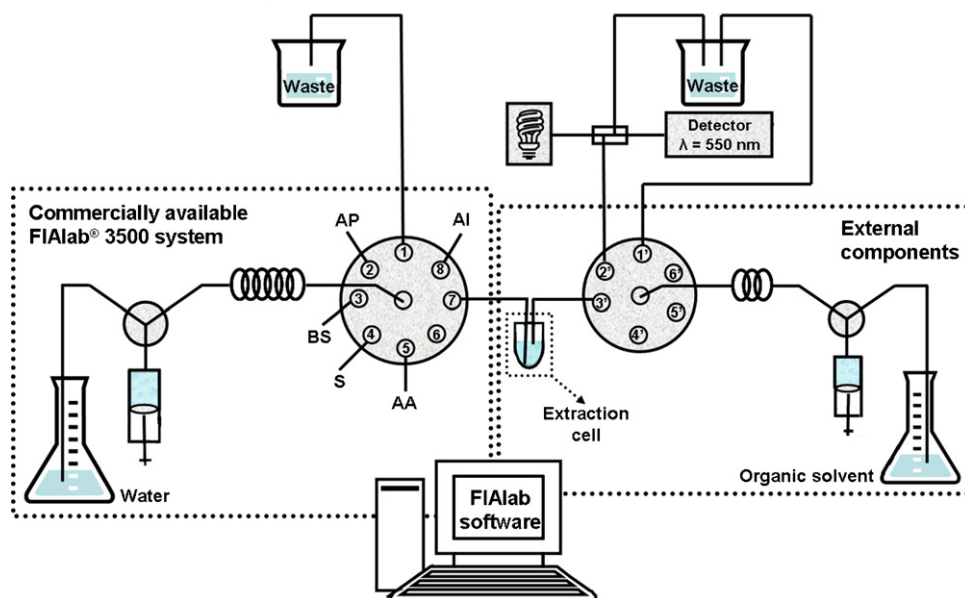 Waste
Waste
Detector
λ = 550 nm
Commercially available
FIAlab® 3500 system
External
components
AP
AI
BS
S
AA
1
2
3
4
5
6
7
8
1'
2'
3'
4'
5'
6'
Extraction
cell
Water
Organic solvent
FIAlab
software